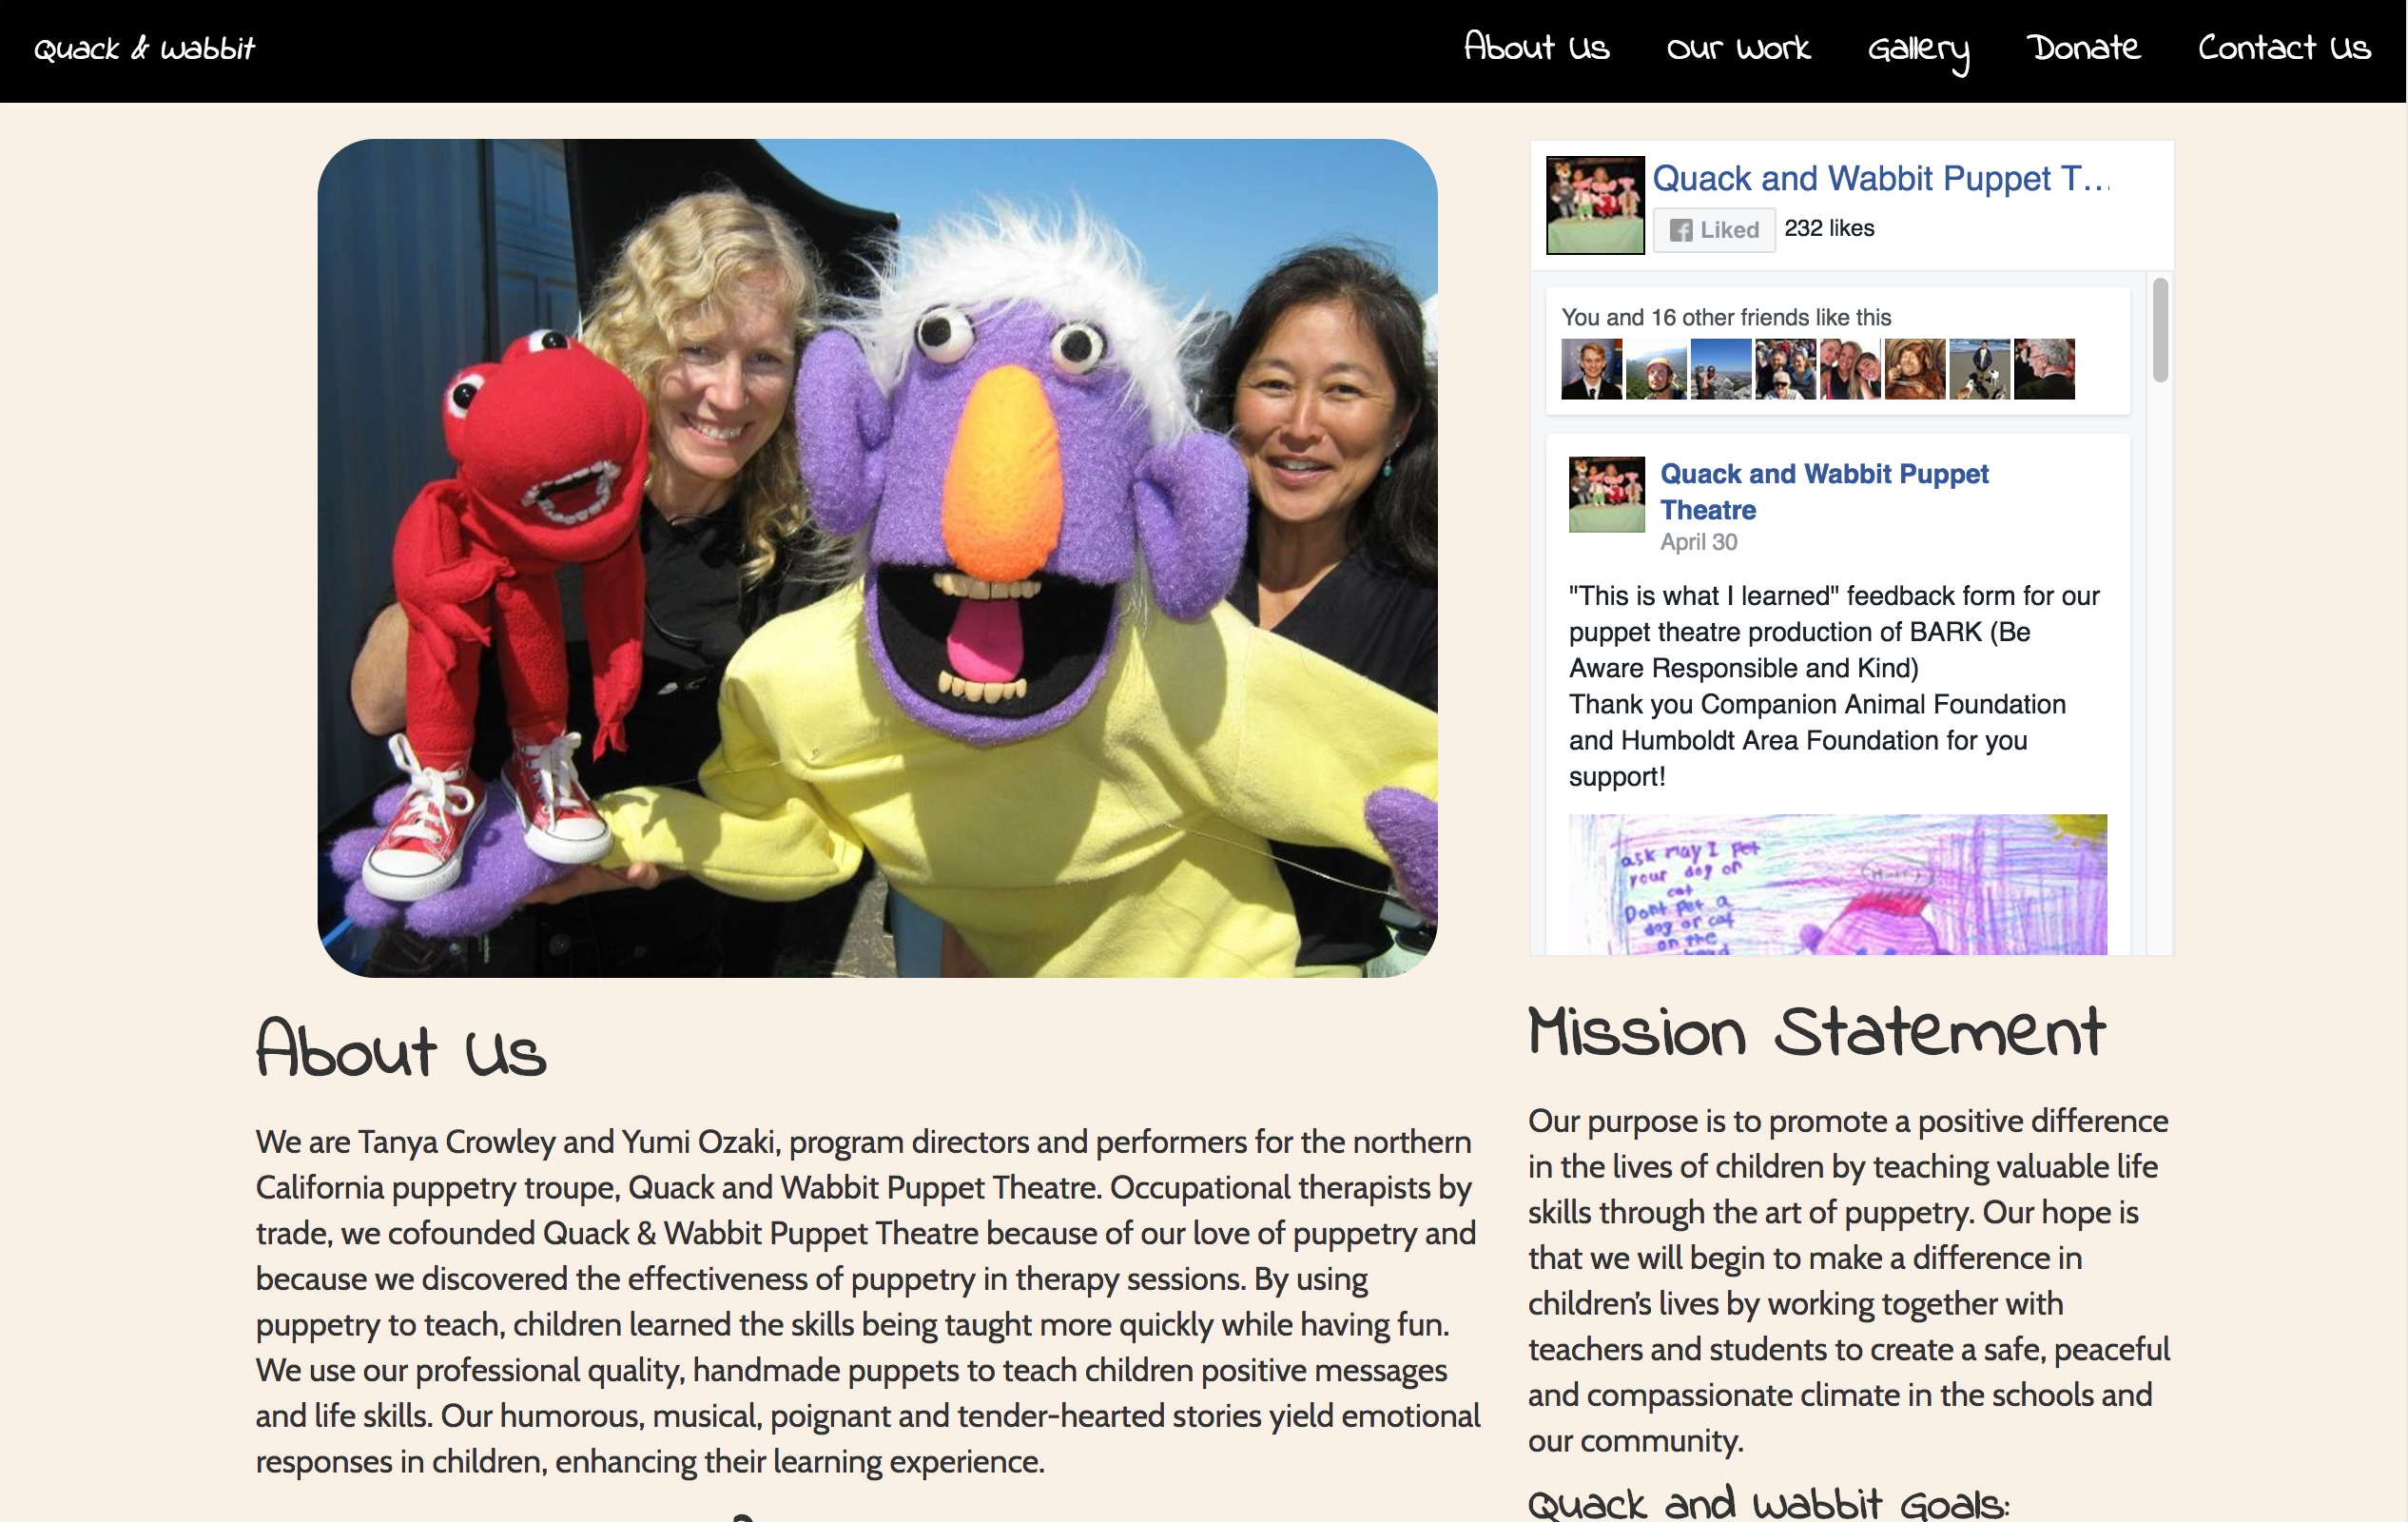 Quack & Wabbit
About Us Our Work Gallery Donate Contact Us
Quack and Wabbit Puppet T...
Liked 232 likes
You and 16 other friends like this
Quack and Wabbit Puppet
Theatre
April 30
"This is what I learned" feedback form for our
puppet theatre production of BARK (Be
Aware Responsible and Kind)
Thank you Companion Animal Foundation
and Humboldt Area Foundation for you
support!
ask may I pet
your dog or
cat
Dont pet a
dog or cat
on the
About Us
We are Tanya Crowley and Yumi Ozaki, program directors and performers for the northern
California puppetry troupe, Quack and Wabbit Puppet Theatre. Occupational therapists by
trade, we cofounded Quack & Wabbit Puppet Theatre because of our love of puppetry and
because we discovered the effectiveness of puppetry in therapy sessions. By using
puppetry to teach, children learned the skills being taught more quickly while having fun.
We use our professional quality, handmade puppets to teach children positive messages
and life skills. Our humorous, musical, poignant and tender-hearted stories yield emotional
responses in children, enhancing their learning experience.
Mission Statement
Our purpose is to promote a positive difference
in the lives of children by teaching valuable life
skills through the art of puppetry. Our hope is
that we will begin to make a difference in
children's lives by working together with
teachers and students to create a safe, peaceful
and compassionate climate in the schools and
our community.
Quack and Wabbit Goals: